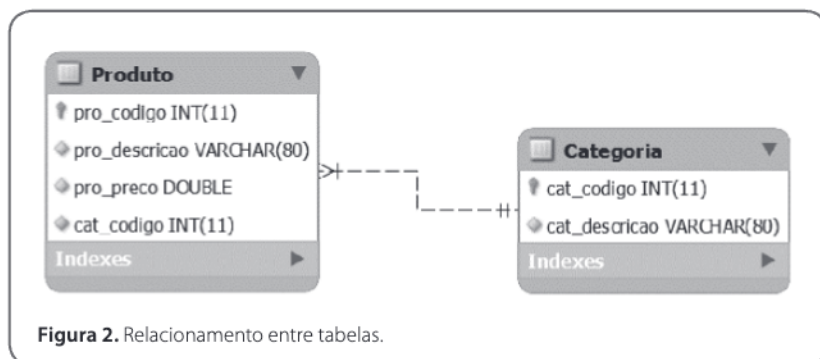 Produto
pro_codigo INT(11)
pro_descricao VARCHAR(80)
pro_preco DOUBLE
cat_codigo INT(11)
Indexes
Categoria
cat_codigo INT(11)
cat_descricao VARCHAR(80)
Indexes
Figura 2. Relacionamento entre tabelas.